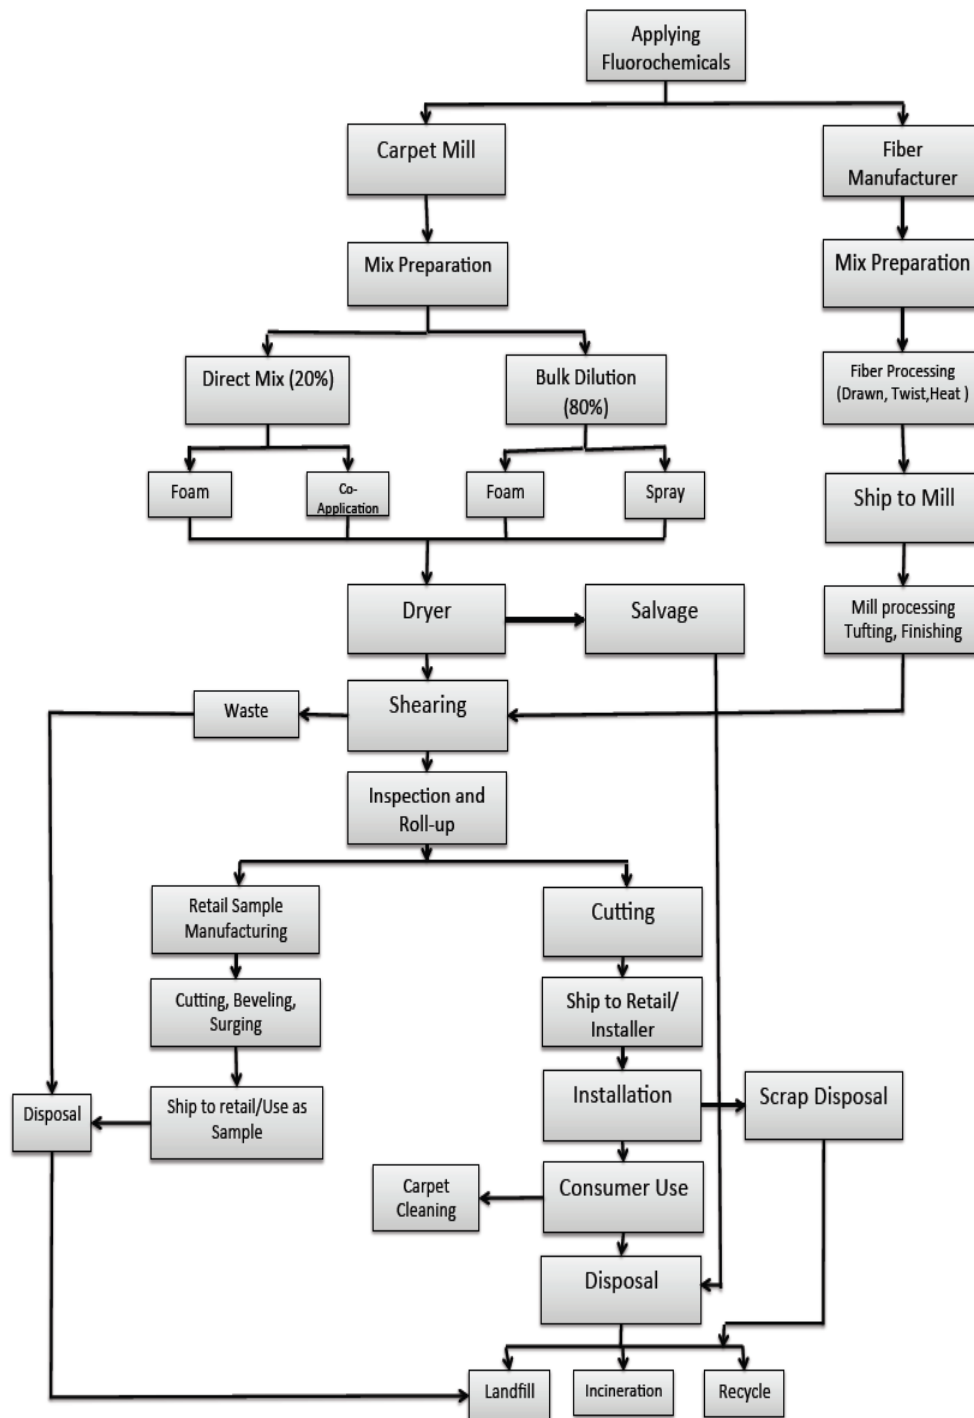 Applying
Fluorochemicals
Carpet Mill
Fiber
Manufacturer
Mix Preparation
Mix Preparation
Direct Mix (20%)
Bulk Dilution
(80%)
Fiber Processing
(Drawn, Twist,Heat )
Foam
Co-
Application
Foam
Spray
Ship to Mill
Dryer
Salvage
Mill processing
Tufting, Finishing
Waste
Shearing
Inspection and
Roll-up
Retail Sample
Manufacturing
Cutting
Cutting, Beveling,
Surging
Ship to Retail/
Installer
Disposal
Ship to retail/Use as
Sample
Installation
Scrap Disposal
Carpet
Cleaning
Consumer Use
Disposal
Landfill
Incineration
Recycle